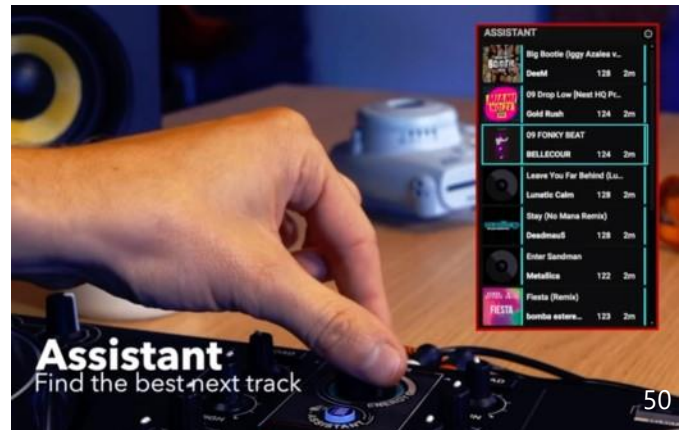 ASSISTANT
Big Bootie (Iggy Azalea v...
DeeM 128 2m
09 Drop Low [Nest HQ Pr...
Gold Rush 124 2m
09 FONKY BEAT
BELLECOUR 124 2m
Leave You Far Behind (Lu...
Lunatic Calm 128 2m
Stay (No Mana Remix)
Deadmau5 128 2m
Enter Sandman
Metallica 122 2m
Fiesta (Remix)
FIESTA
bomba estere... 123 2m
Assistant
Find the best next track
ENERGY
ASSISTANT
50